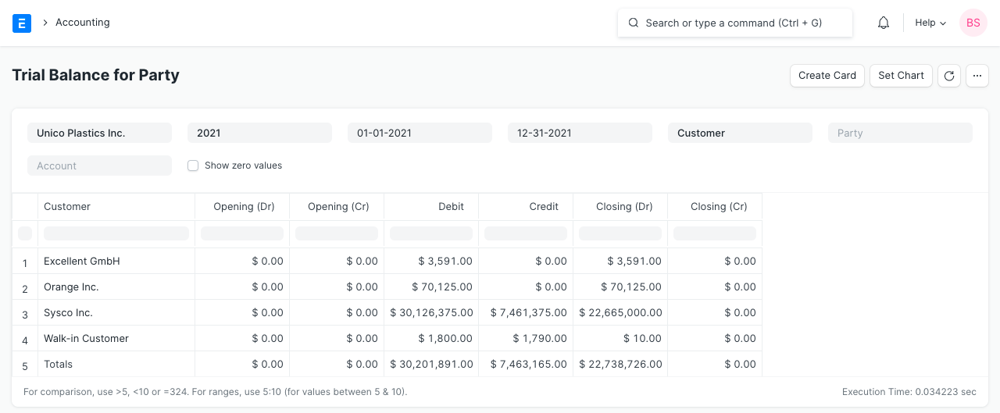 E > Accounting Search or type a command (Ctrl + G) Help BS
Trial Balance for Party Create Card Set Chart ...
Unico Plastics Inc. 2021 01-01-2021 12-31-2021 Customer Party
Account Show zero values
Customer Opening (Dr) Opening (Cr) Debit Credit Closing (Dr) Closing (Cr)
1 Excellent GmbH $ 0.00 $ 0.00 $ 3,591.00 $ 0.00 $ 3,591.00 $ 0.00
2 Orange Inc. $ 0.00 $ 0.00 $ 70,125.00 $ 0.00 $ 70,125.00 $ 0.00
3 Sysco Inc. $ 0.00 $ 0.00 $ 30,126,375.00 $ 7,461,375.00 $ 22,665,000.00 $ 0.00
4 Walk-in Customer $ 0.00 $ 0.00 $ 1,800.00 $ 1,790.00 $ 10.00 $ 0.00
5 Totals $ 0.00 $ 0.00 $ 30,201,891.00 $ 7,463,165.00 $ 22,738,726.00 $ 0.00
For comparison, use >5, <10 or =324. For ranges, use 5:10 (for values between 5 & 10). Execution Time: 0.034223 sec